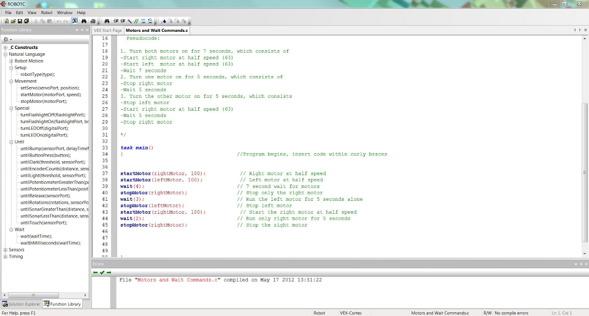 ROBOTC
File Edit View Robot Window Help
Function Library
_C Constructs
Natural Language
Robot Motion
Setup
robotType(type);
Movement
setServo(servoPort, position);
startMotor(motorPort, speed);
stopMotor(motorPort);
Special
turnFlashlightOff(flashlightPort);
turnFlashlightOn(flashlightPort, br
turnLEDOff(digitalPort);
turnLEDOn(digitalPort);
Until
untilBump(sensorPort, delayTimeM
untilButtonPress(button);
untilDark(threshold, sensorPort);
untilEncoderCounts(distance, sens
untilLight(threshold, sensorPort);
untilPotentiometerGreaterThan(po
untilPotentiometerLessThan(positi
untilRelease(sensorPort);
untilRotations(rotations, sensorPo
untilSonarGreaterThan(distance, s
untilSonarLessThan(distance, sens
untilTouch(sensorPort);
Wait
wait(waitTime);
waitInMilliseconds(waitTime);
Sensors
Timing
Solution Explorer Function Library
VEX Start Page Motors and Wait Commands.c
16 Pseudocode:
17
18 1. Turn both motors on for 7 seconds, which consists of
19 -Start right motor at half speed (63)
20 -Start left motor at half speed (63)
21 -Wait 7 seconds
22 2. Turn one motor on for 5 seconds, which consists of
23 -Stop right motor
24 -Wait 5 seconds
25 3. Turn the other motor on for 5 seconds, which consists
26 -Stop left motor
27 -Start right motor at half speed (63)
28 -Wait 5 seconds
29 -Stop right motor
30
31 */
32
33 task main()
34 { //Program begins, insert code within curly braces
35
36
37 startMotor(rightMotor, 100); // Right motor at half speed
38 startMotor(leftMotor, 100); // Left motor at half speed
39 wait(4); // 7 second wait for motors
40 stopMotor(rightMotor); // Stop only the right motor
41 wait(3); // Run the left motor for 5 seconds alone
42 stopMotor(leftMotor); // Stop left motor
43 startMotor(rightMotor, 100); // Start the right motor at half speed
44 wait(2); // Run only right motor for 5 seconds
45 stopMotor(rightMotor); // Stop the right motor
46
47
48
49
50 }
Errors
File "Motors and Wait Commands.c" compiled on May 17 2012 13:51:22
For Help, press F1 Robot VEX-Cortex Motors and Wait Commands.c R/W No compile errors Ln 1, Col 1